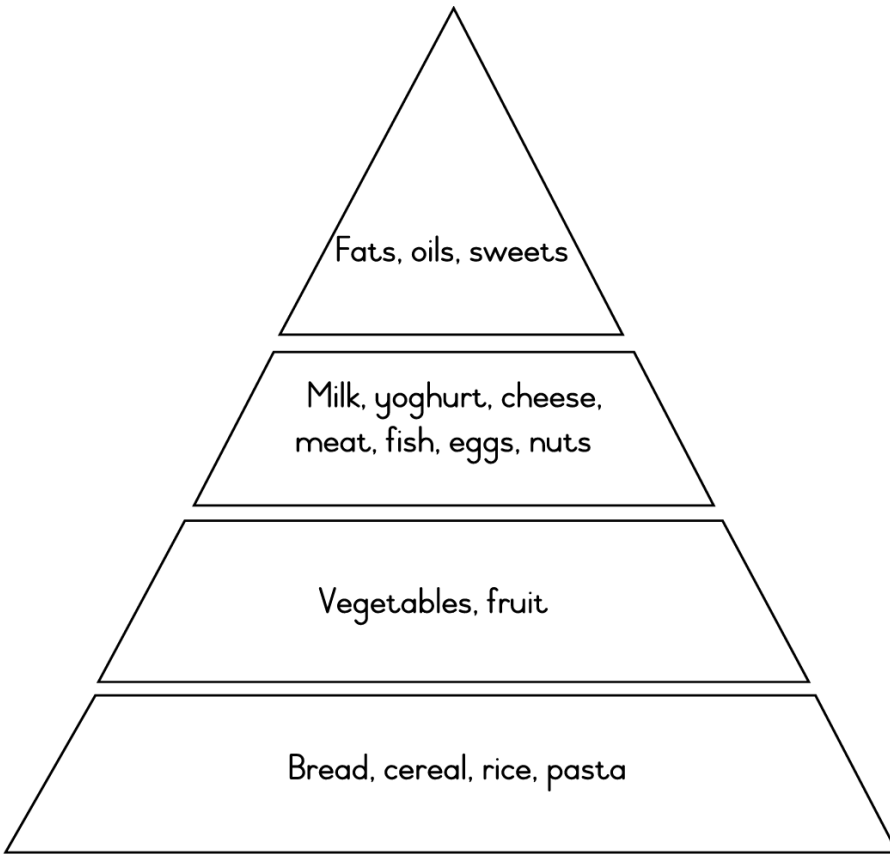 Fats, oils, sweets
Milk, yoghurt, cheese,
meat, fish, eggs, nuts
Vegetables, fruit
Bread, cereal, rice, pasta